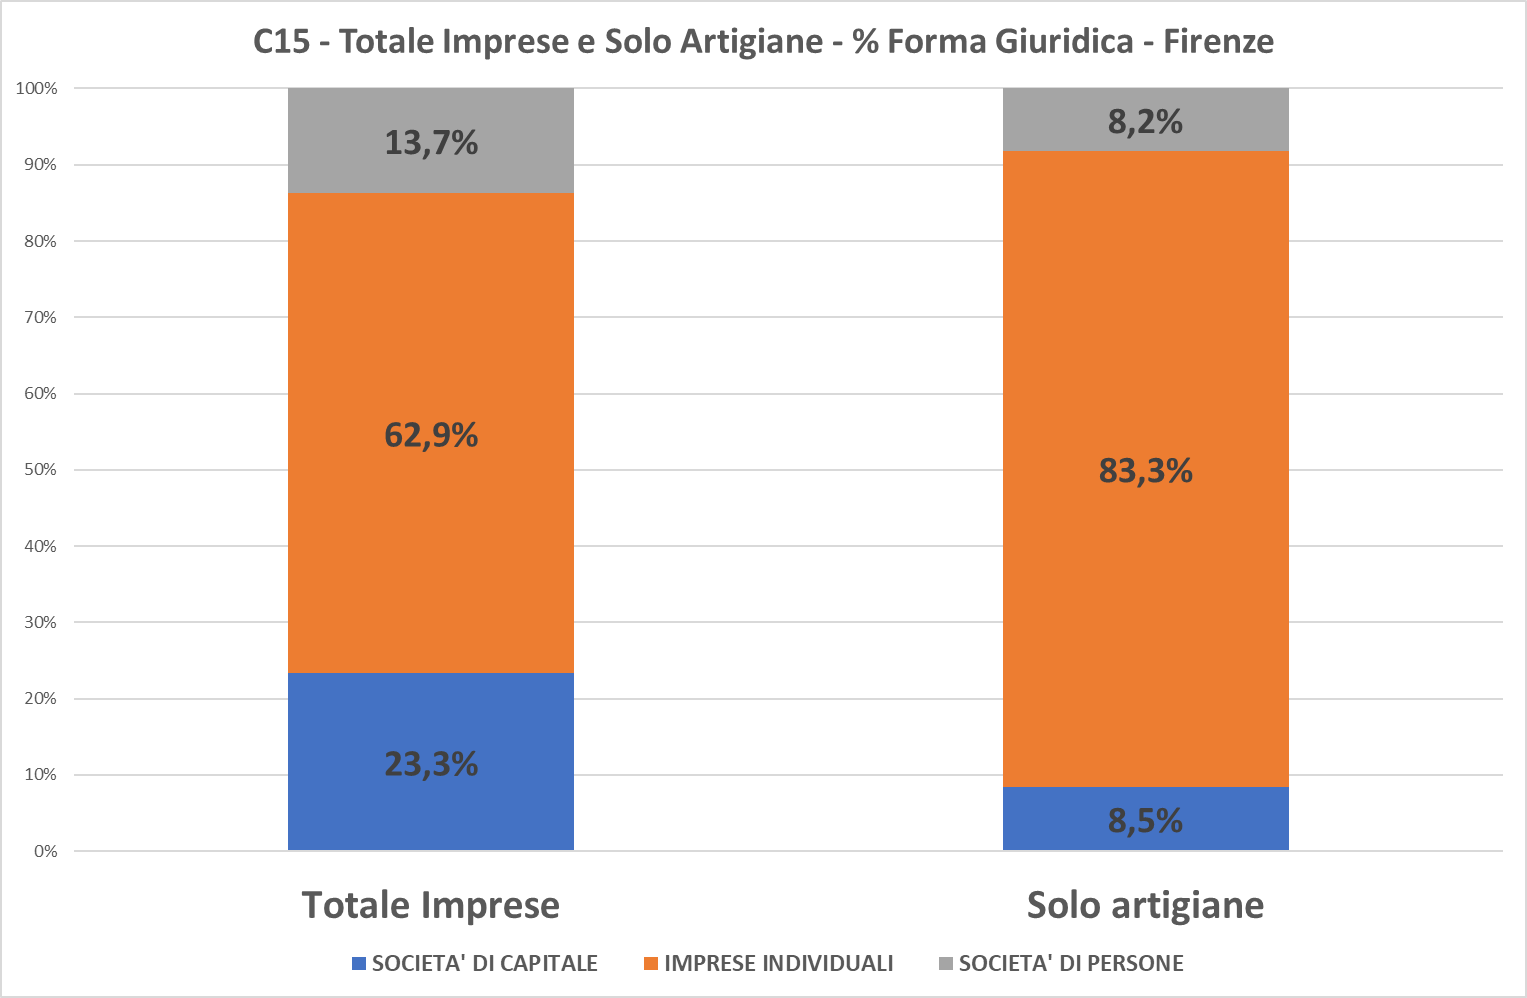 C15 - Totale Imprese e Solo Artigiane - % Forma Giuridica - Firenze
100%
90%
80%
70%
60%
50%
40%
30%
20%
10%
0%
13,7%
62,9%
23,3%
8,2%
83,3%
8,5%
Totale Imprese
Solo artigiane
SOCIETA' DI CAPITALE
IMPRESE INDIVIDUALI
SOCIETA' DI PERSONE